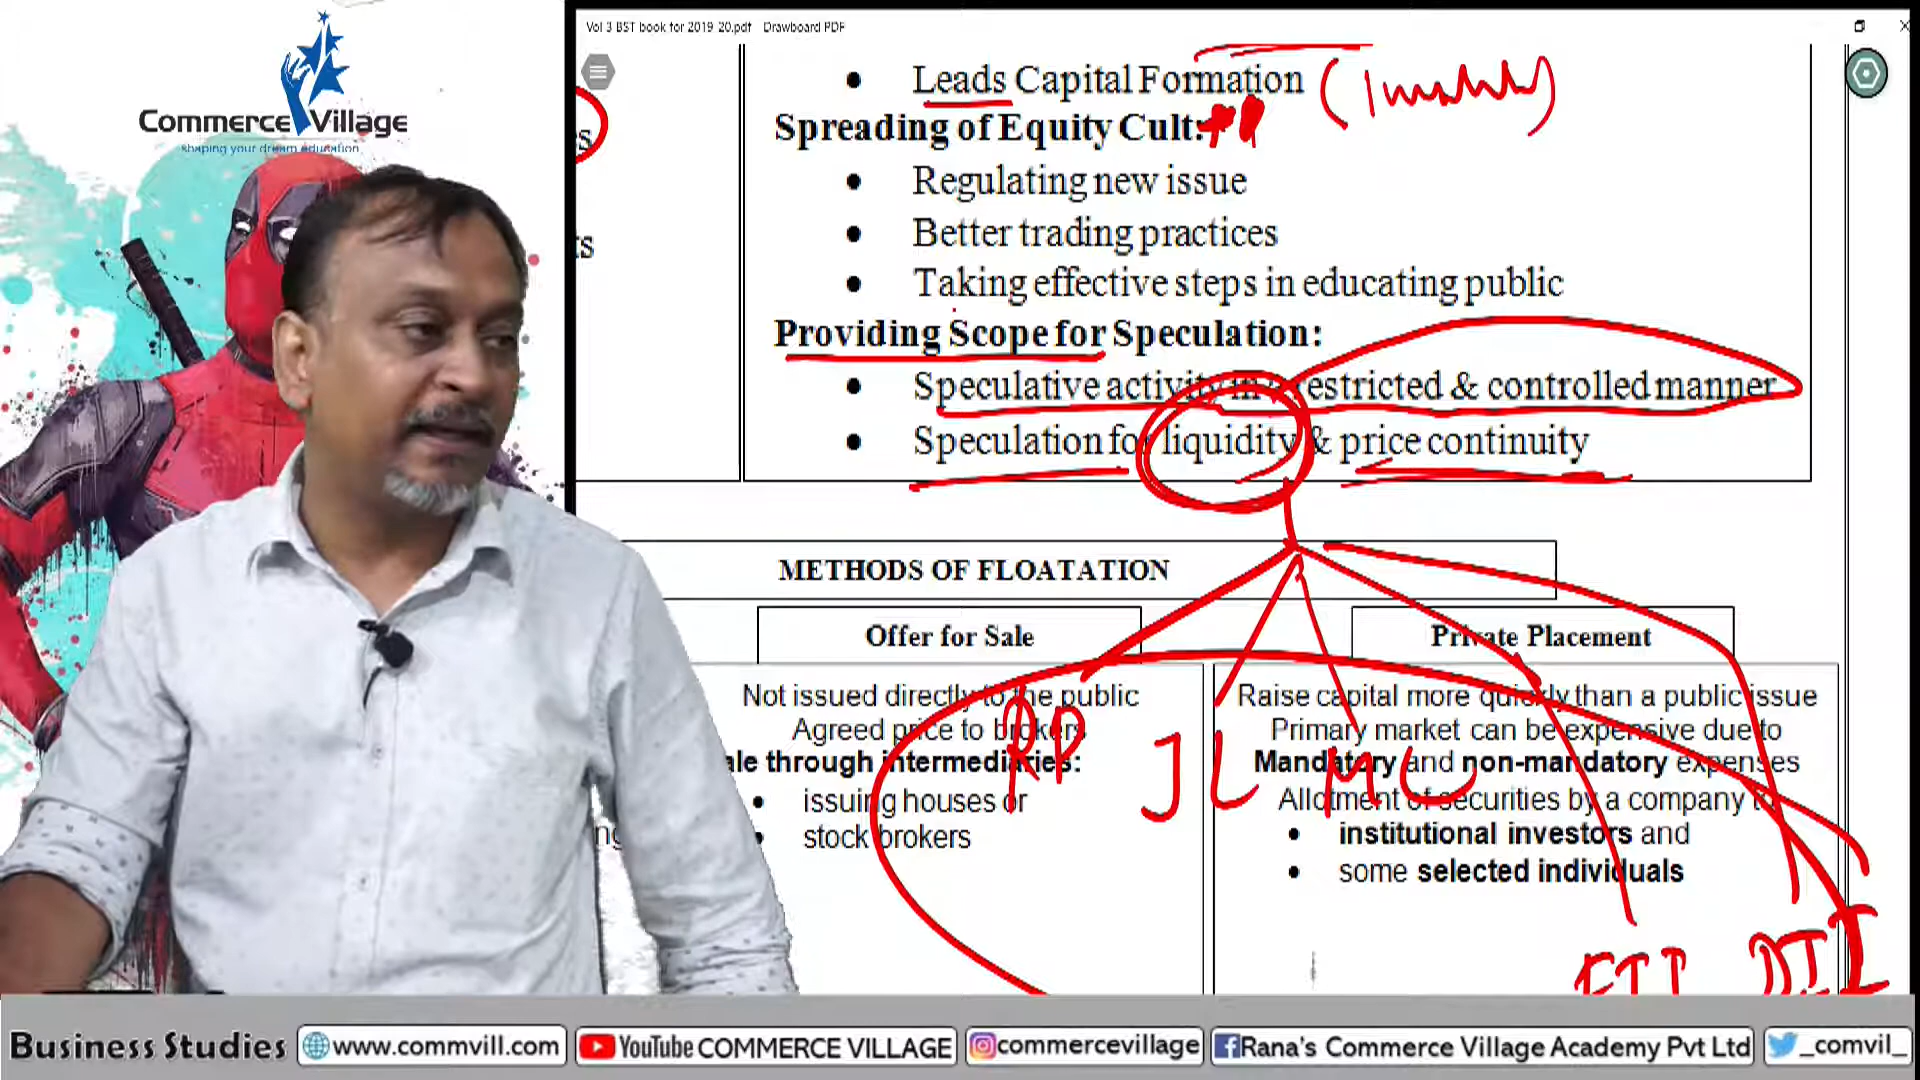 Vol 3 BST book for 2019 20.pdf Drawboard PDF
Commerce Village
shaping your dream education
• Leads Capital Formation
Spreading of Equity Cult:
• Regulating new issue
• Better trading practices
• Taking effective steps in educating public
Providing Scope for Speculation:
• Speculative activity in restricted & controlled manner
• Speculation for liquidity & price continuity
METHODS OF FLOATATION
Offer for Sale
Not issued directly to the public
Agreed price to brokers
ale through intermediaries:
• issuing houses or
• stock brokers
Private Placement
Raise capital more quickly than a public issue
Primary market can be expensive due to
Mandatory and non-mandatory expenses
Allotment of securities by a company to
• institutional investors and
• some selected individuals
JL
MC
FII DII
Business Studies
www.commvill.com
YouTube COMMERCE VILLAGE
commercevillage
Rana's Commerce Village Academy Pvt Ltd
_comvil_